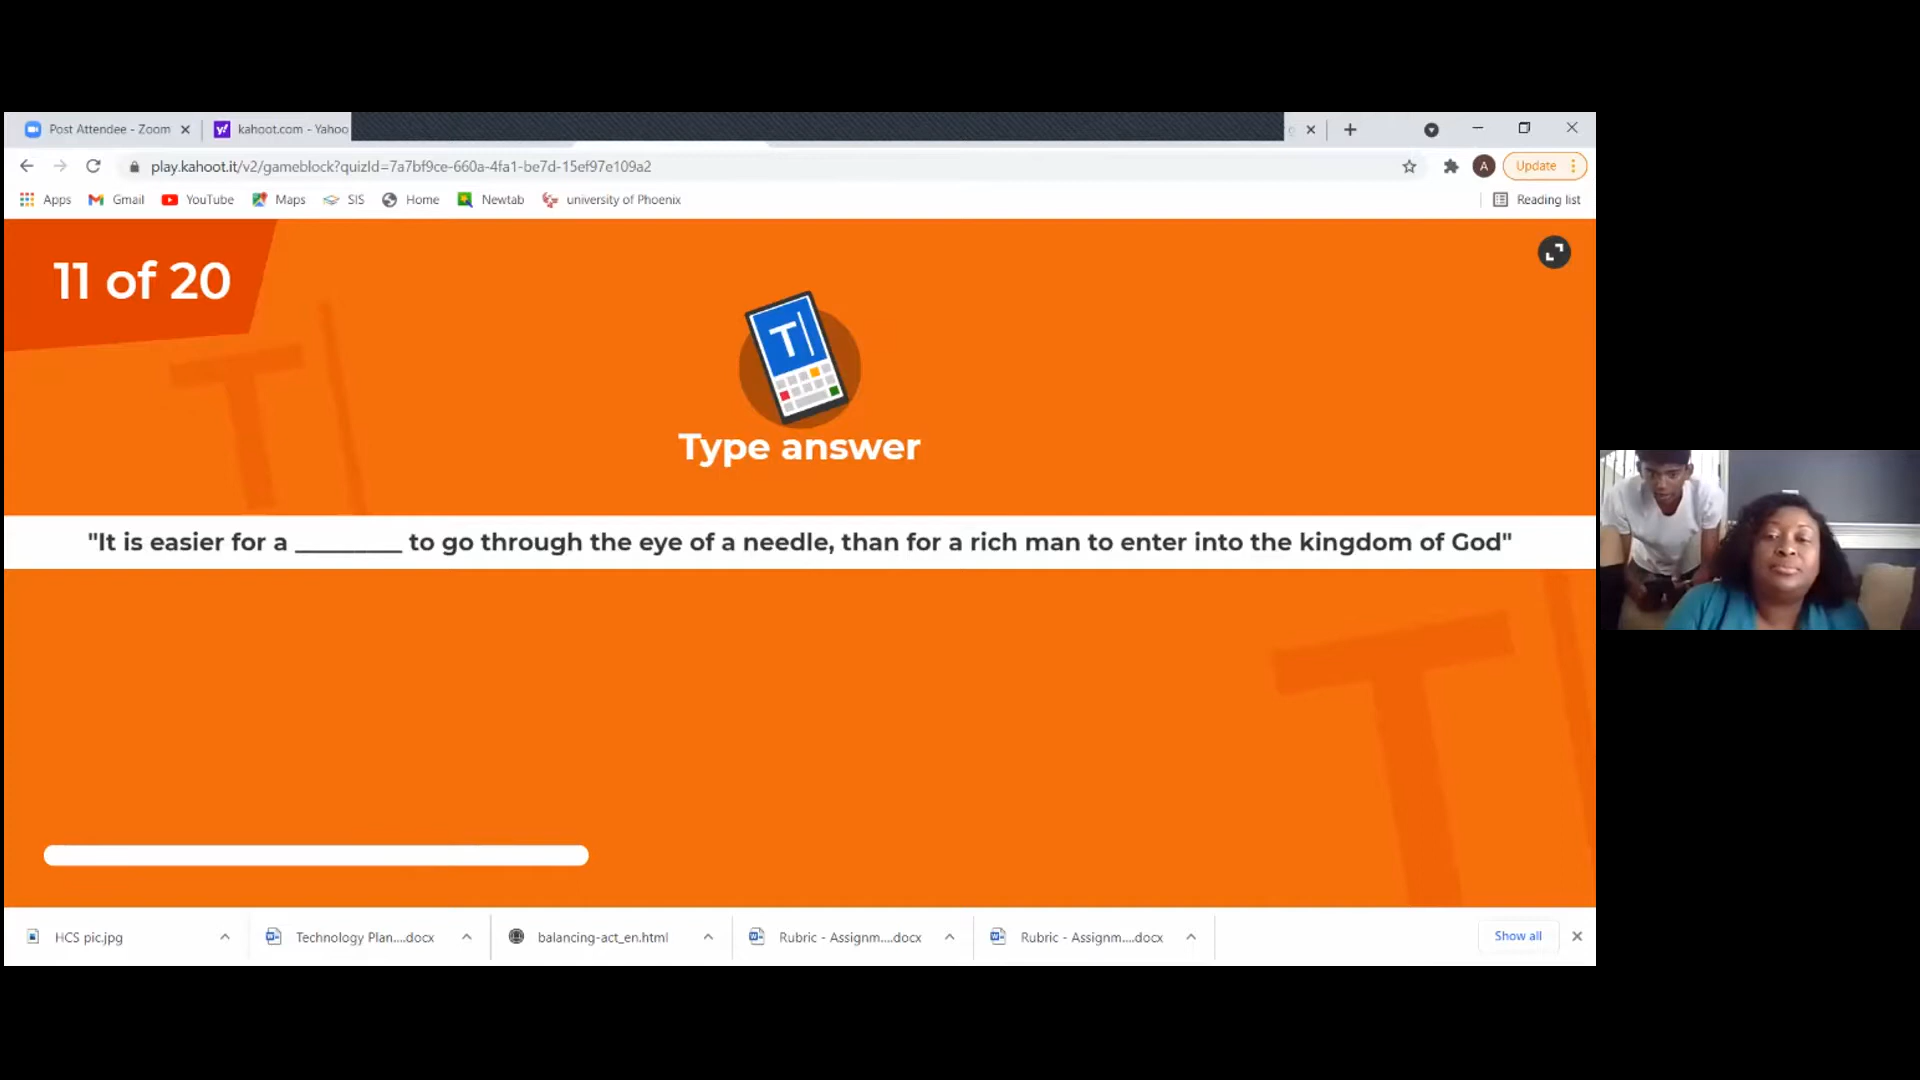 Post Attendee - Zoom
kahoot.com - Yahoo
play.kahoot.it/v2/gameblock?quizId=7a7bf9ce-660a-4fa1-be7d-15ef97e109a2
A
Update
Apps
Gmail
YouTube
Maps
SIS
Home
Newtab
university of Phoenix
Reading list
11 of 20
T
Type answer
"It is easier for a ________ to go through the eye of a needle, than for a rich man to enter into the kingdom of God"
HCS pic.jpg
Technology Plan....docx
balancing-act_en.html
Rubric - Assignm....docx
Rubric - Assignm....docx
Show all